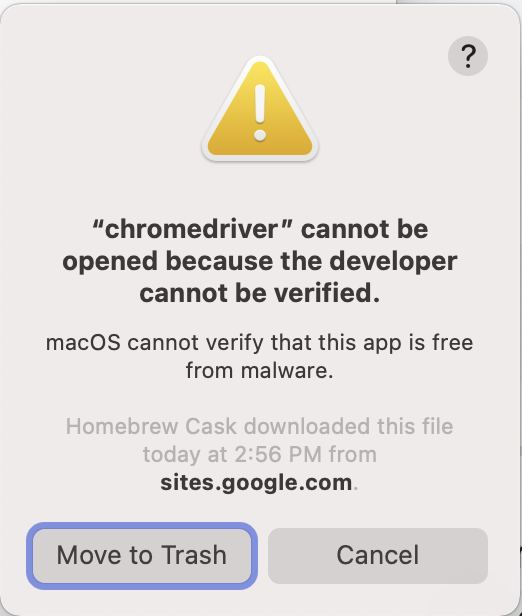 ?
“chromedriver” cannot be
opened because the developer
cannot be verified.
macOS cannot verify that this app is free
from malware.
Homebrew Cask downloaded this file
today at 2:56 PM from
sites.google.com.
Move to Trash
Cancel